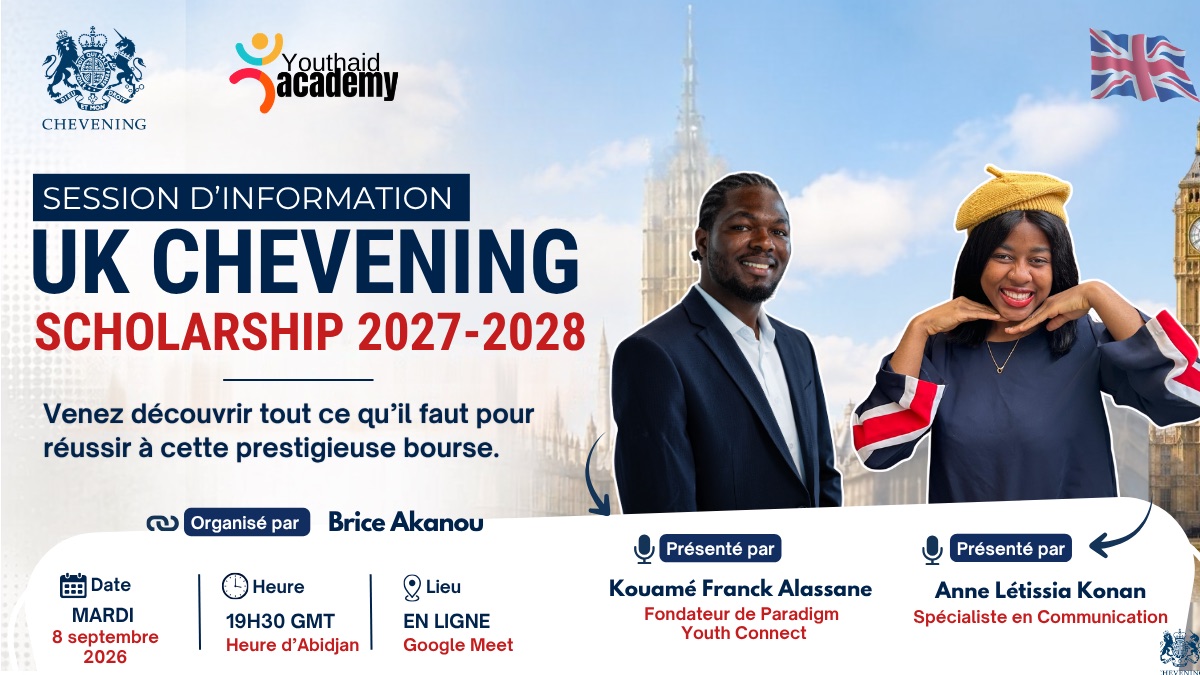 CHEVENING
Youthaid
academy
SESSION D’INFORMATION
UK CHEVENING
SCHOLARSHIP 2027-2028
Venez découvrir tout ce qu’il faut pour
réussir à cette prestigieuse bourse.
Organisé par Brice Akanou
Date
MARDI
8 septembre
2026
Heure
19H30 GMT
Heure d’Abidjan
Lieu
EN LIGNE
Google Meet
Présenté par
Kouamé Franck Alassane
Fondateur de Paradigm
Youth Connect
Présenté par
Anne Létissia Konan
Spécialiste en Communication